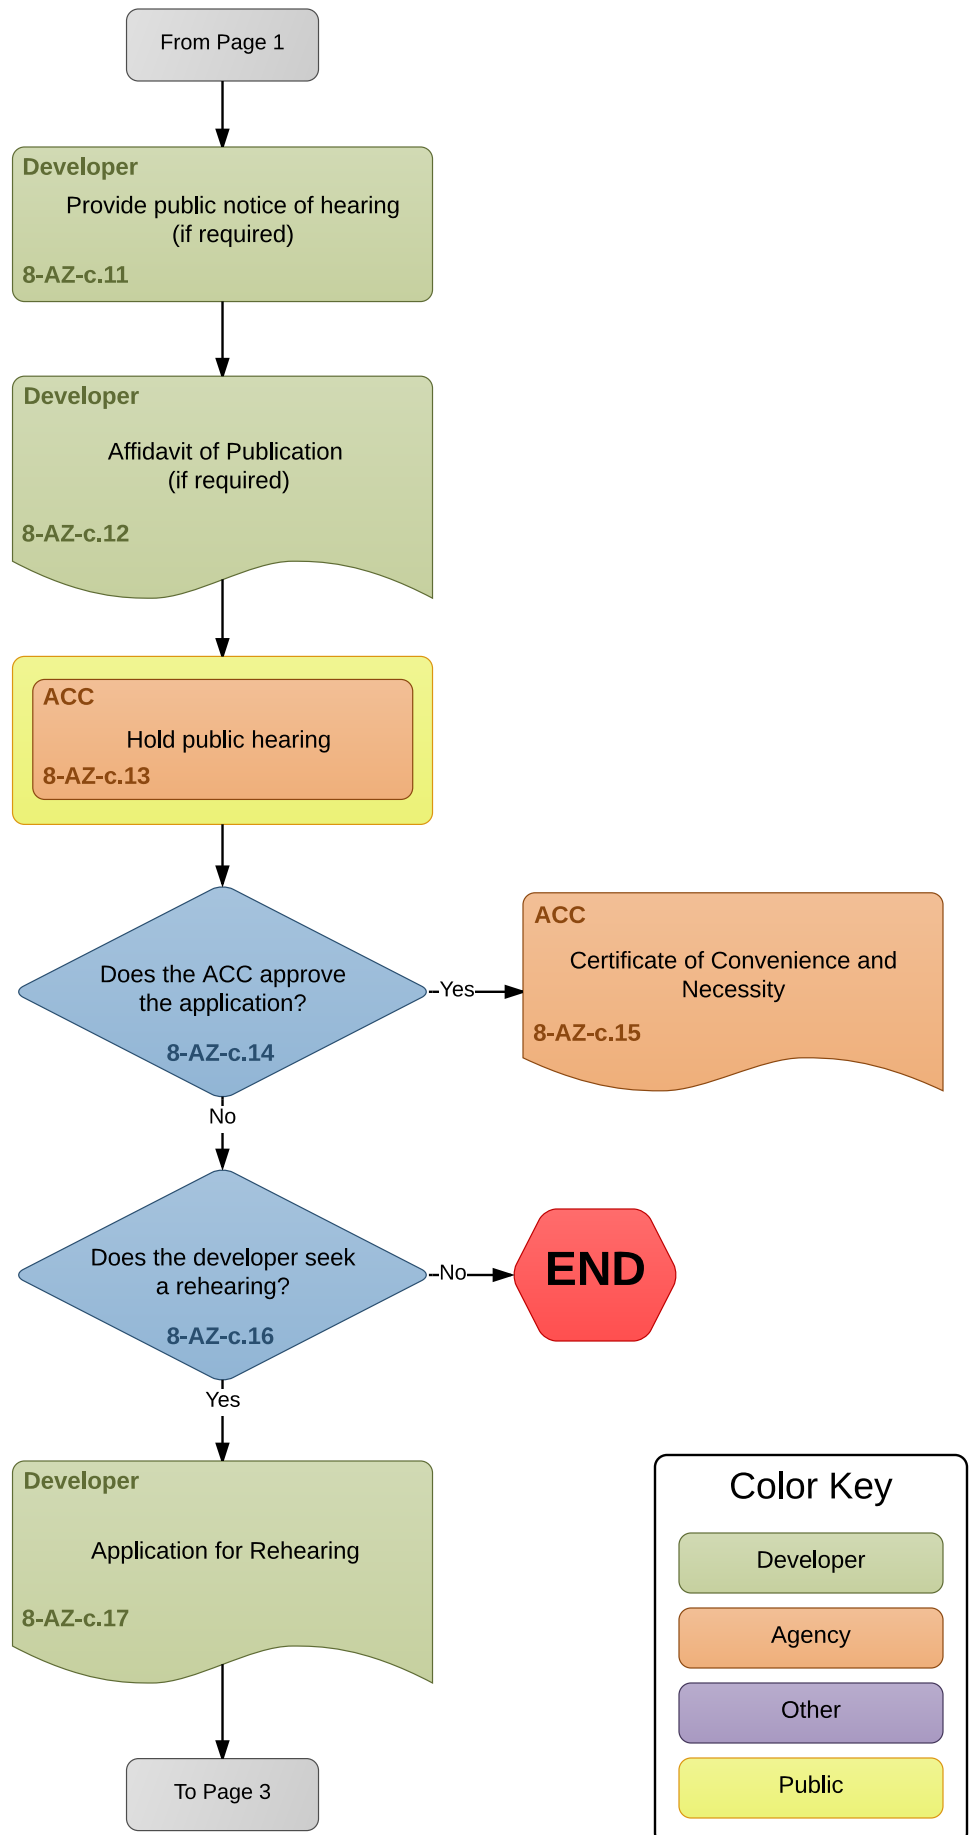 From Page 1
Developer
Provide public notice of hearing
(if required)
8-AZ-c.11
Developer
Affidavit of Publication
(if required)
8-AZ-c.12
ACC
Hold public hearing
8-AZ-c.13
Does the ACC approve
the application?
8-AZ-c.14
Yes
ACC
Certificate of Convenience and
Necessity
8-AZ-c.15
No
Does the developer seek
a rehearing?
8-AZ-c.16
No
END
Yes
Developer
Application for Rehearing
8-AZ-c.17
To Page 3
Color Key
Developer
Agency
Other
Public